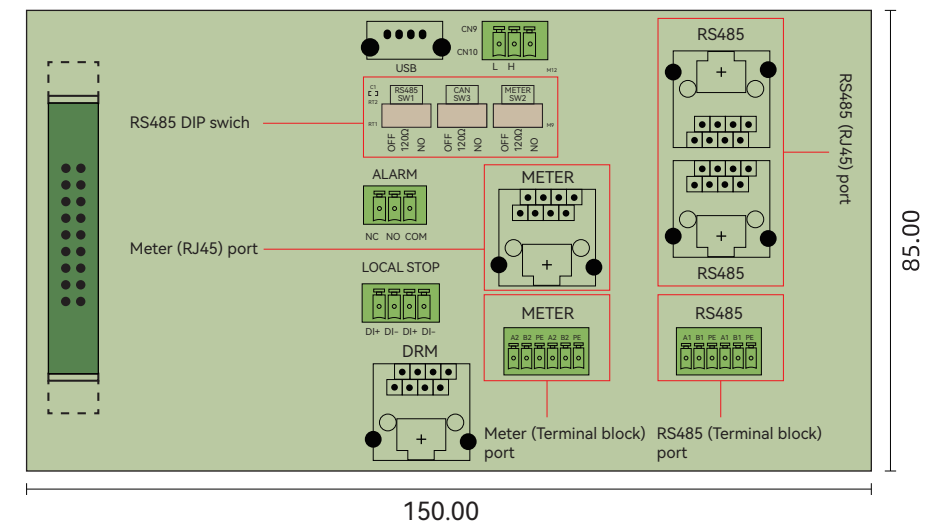 RS485
CN9
CN10
USB
L H
M12
C1
RT2
RT1
RS485
SW1
CAN
SW3
METER
SW2
M9
OFF
120Ω
NO
OFF
120Ω
NO
OFF
120Ω
NO
RS485 DIP swich
RS485 (RJ45) port
ALARM
NC NO COM
METER
Meter (RJ45) port
LOCAL STOP
DI+ DI- DI+ DI-
RS485
METER
A2 B2 PE A2 B2 PE
RS485
A1 B1 PE A1 B1 PE
DRM
Meter (Terminal block)
port
RS485 (Terminal block)
port
85.00
150.00